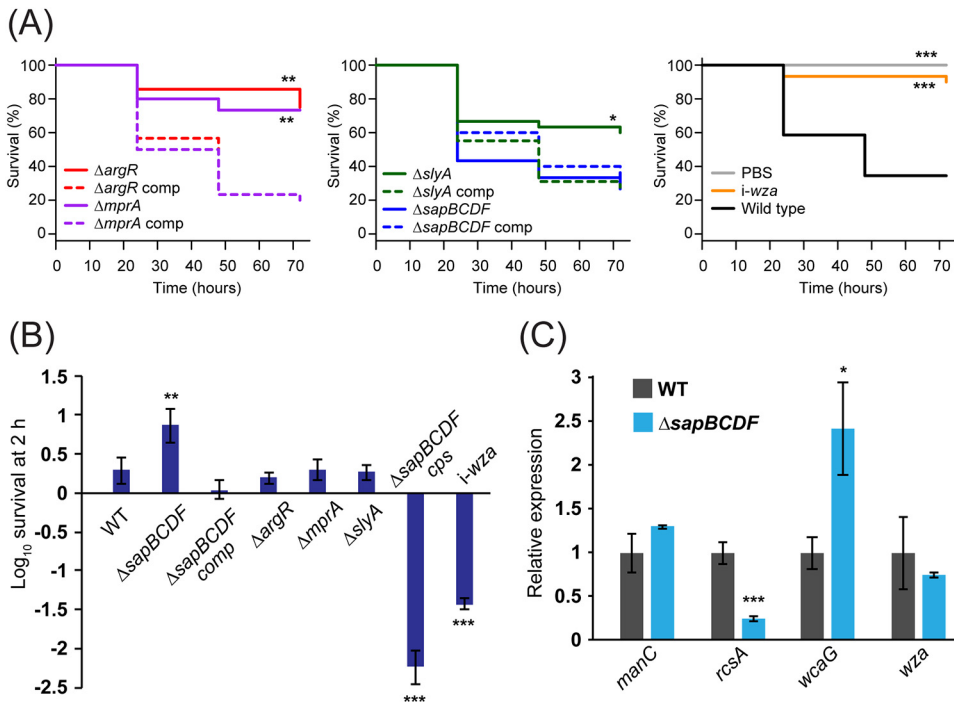 (A)
100
80
60
40
20
0
Survival (%)
**
**
ΔargR
ΔargR comp
ΔmprA
ΔmprA comp
0 10 20 30 40 50 60 70
Time (hours)
100
80
60
40
20
0
Survival (%)
*
ΔslyA
ΔslyA comp
ΔsapBCDF
ΔsapBCDF comp
0 10 20 30 40 50 60 70
Time (hours)
100
80
60
40
20
0
Survival (%)
***
***
PBS
i-wza
Wild type
0 10 20 30 40 50 60 70
Time (hours)
(B)
Log10 survival at 2 h
1.5
1
0.5
0
-0.5
-1
-1.5
-2
-2.5
**
WT
ΔsapBCDF
ΔsapBCDF
comp
ΔargR
ΔmprA
ΔslyA
ΔsapBCDF
cps
i-wza
***
***
(C)
Relative expression
3
2.5
2
1.5
1
0.5
0
WT
ΔsapBCDF
***
*
manC
rcsA
wcaG
wza